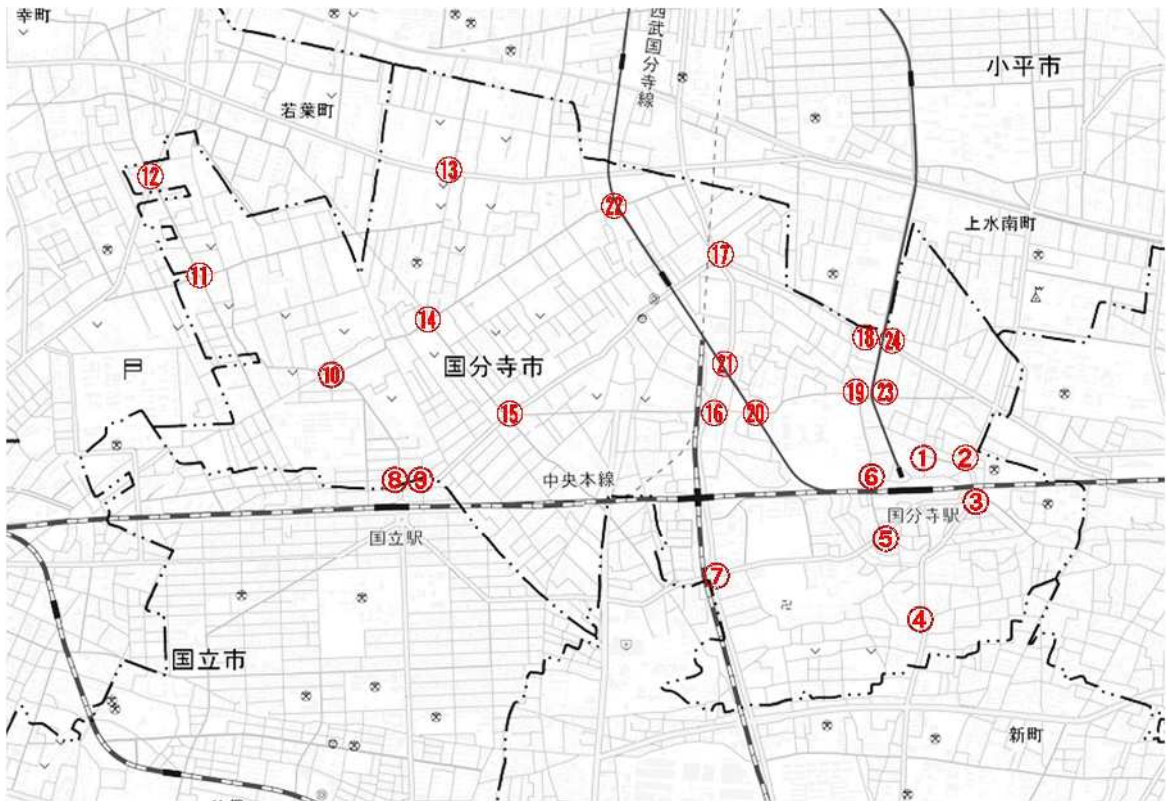 幸町
西武国分寺線
小平市
若葉町
⑫
⑬
㉒
上水南町
⑰
⑪
⑭
⑱
㉔
国分寺市
㉑
⑩
⑲
㉓
⑮
⑯
⑳
①
②
⑧
⑨
中央本線
⑥
国分寺駅
③
国立駅
⑤
⑦
④
国立市
新町